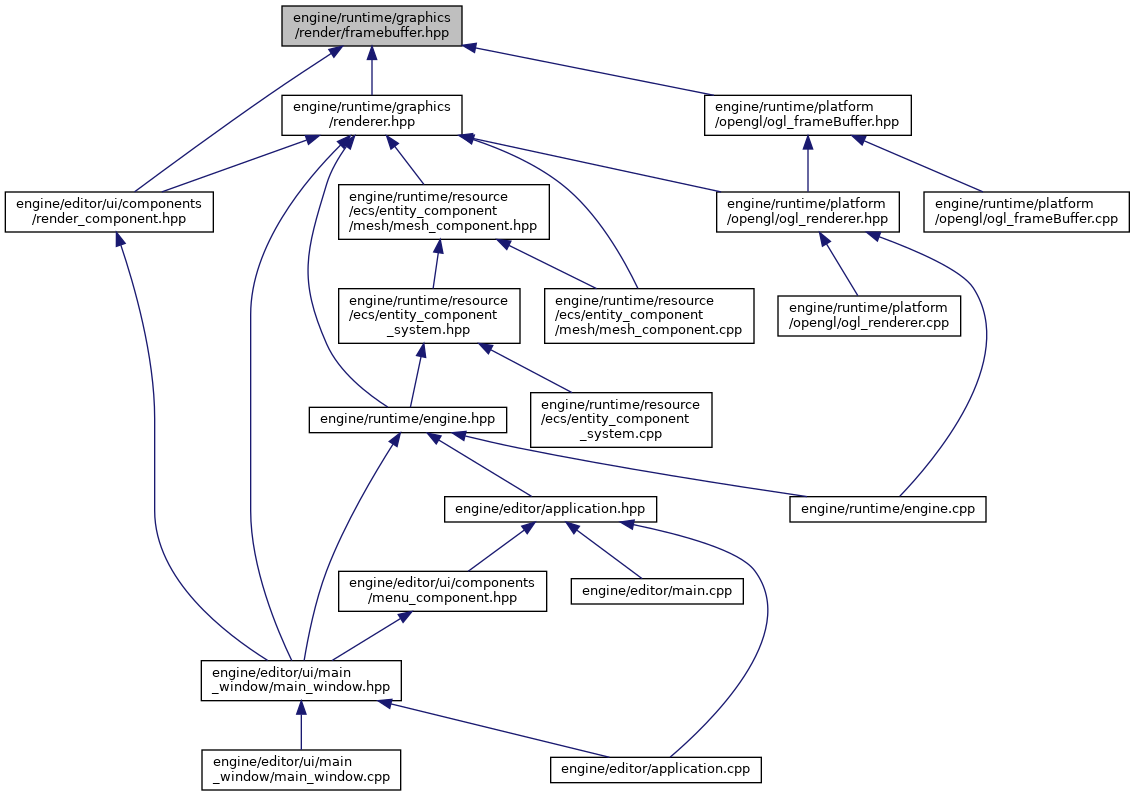 engine/runtime/graphics
/render/framebuffer.hpp
engine/runtime/graphics
/renderer.hpp
engine/runtime/platform
/opengl/ogl_frameBuffer.hpp
engine/editor/ui/components
/render_component.hpp
engine/runtime/resource
/ecs/entity_component
/mesh/mesh_component.hpp
engine/runtime/platform
/opengl/ogl_renderer.hpp
engine/runtime/platform
/opengl/ogl_frameBuffer.cpp
engine/runtime/resource
/ecs/entity_component
_system.hpp
engine/runtime/resource
/ecs/entity_component
/mesh/mesh_component.cpp
engine/runtime/platform
/opengl/ogl_renderer.cpp
engine/runtime/engine.hpp
engine/runtime/resource
/ecs/entity_component
_system.cpp
engine/editor/application.hpp
engine/runtime/engine.cpp
engine/editor/ui/components
/menu_component.hpp
engine/editor/main.cpp
engine/editor/ui/main
_window/main_window.hpp
engine/editor/ui/main
_window/main_window.cpp
engine/editor/application.cpp